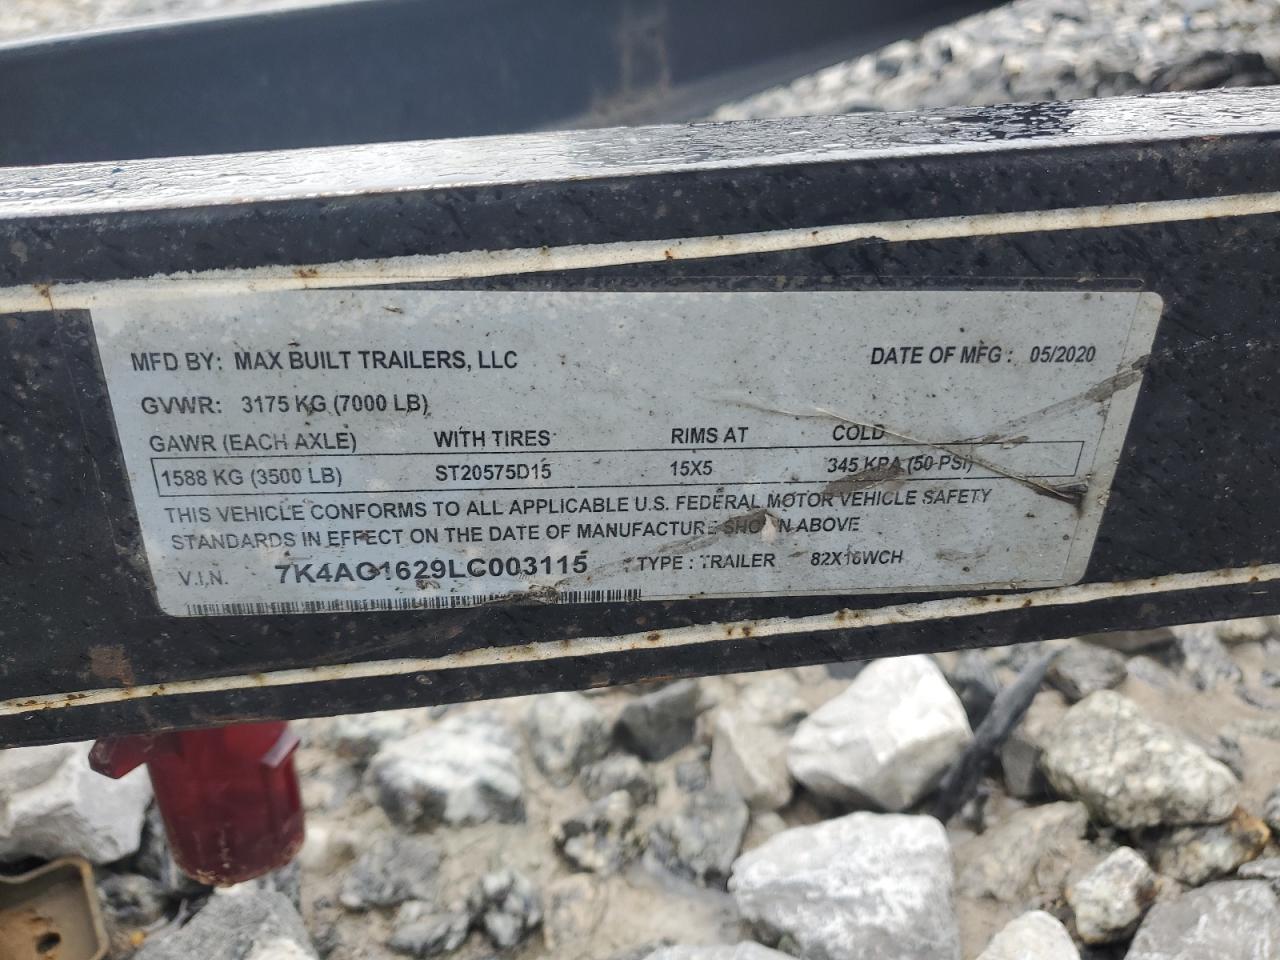 MFD BY: MAX BUILT TRAILERS, LLC DATE OF MFG : 05/2020
GVWR: 3175 KG (7000 LB)
GAWR (EACH AXLE) WITH TIRES RIMS AT COLD
1588 KG (3500 LB) ST20575D15 15X5 345 KPA (50 PSI)
THIS VEHICLE CONFORMS TO ALL APPLICABLE U.S. FEDERAL MOTOR VEHICLE SAFETY
STANDARDS IN EFFECT ON THE DATE OF MANUFACTURE SHOWN ABOVE
V.I.N. 7K4AG1629LC003115 TYPE : TRAILER 82X16WCH